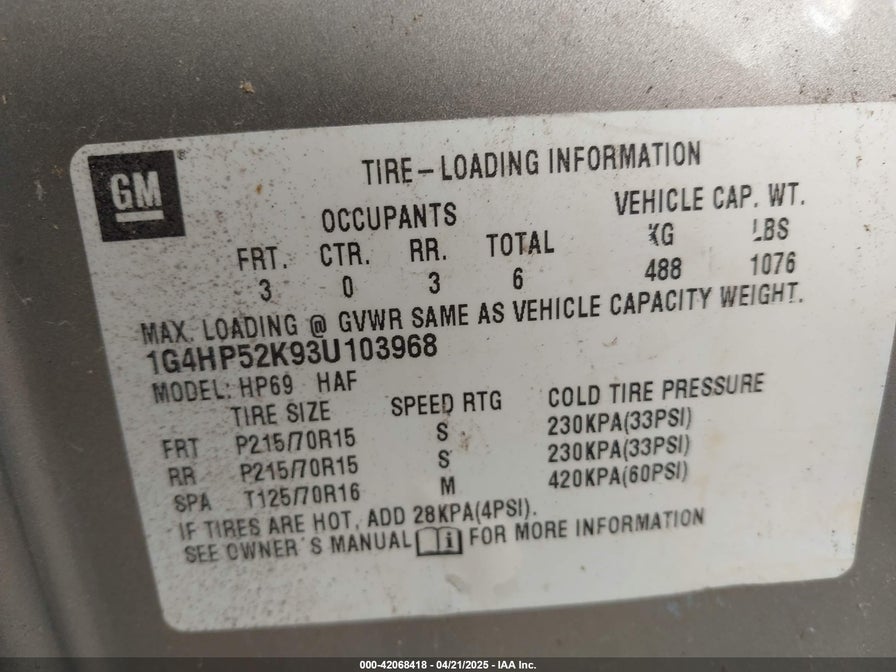 GM
TIRE-LOADING INFORMATION
OCCUPANTS VEHICLE CAP. WT.
FRT. CTR. RR. TOTAL KG LBS
3 0 3 6 488 1076
MAX. LOADING @ GVWR SAME AS VEHICLE CAPACITY WEIGHT.
1G4HP52K93U103968
MODEL: HP69 HAF
TIRE SIZE SPEED RTG COLD TIRE PRESSURE
FRT P215/70R15 S 230KPA(33PSI)
RR P215/70R15 S 230KPA(33PSI)
SPA T125/70R16 M 420KPA(60PSI)
IF TIRES ARE HOT, ADD 28KPA(4PSI).
SEE OWNER'S MANUAL i FOR MORE INFORMATION
000-42068418 - 04/21/2025 - IAA Inc.